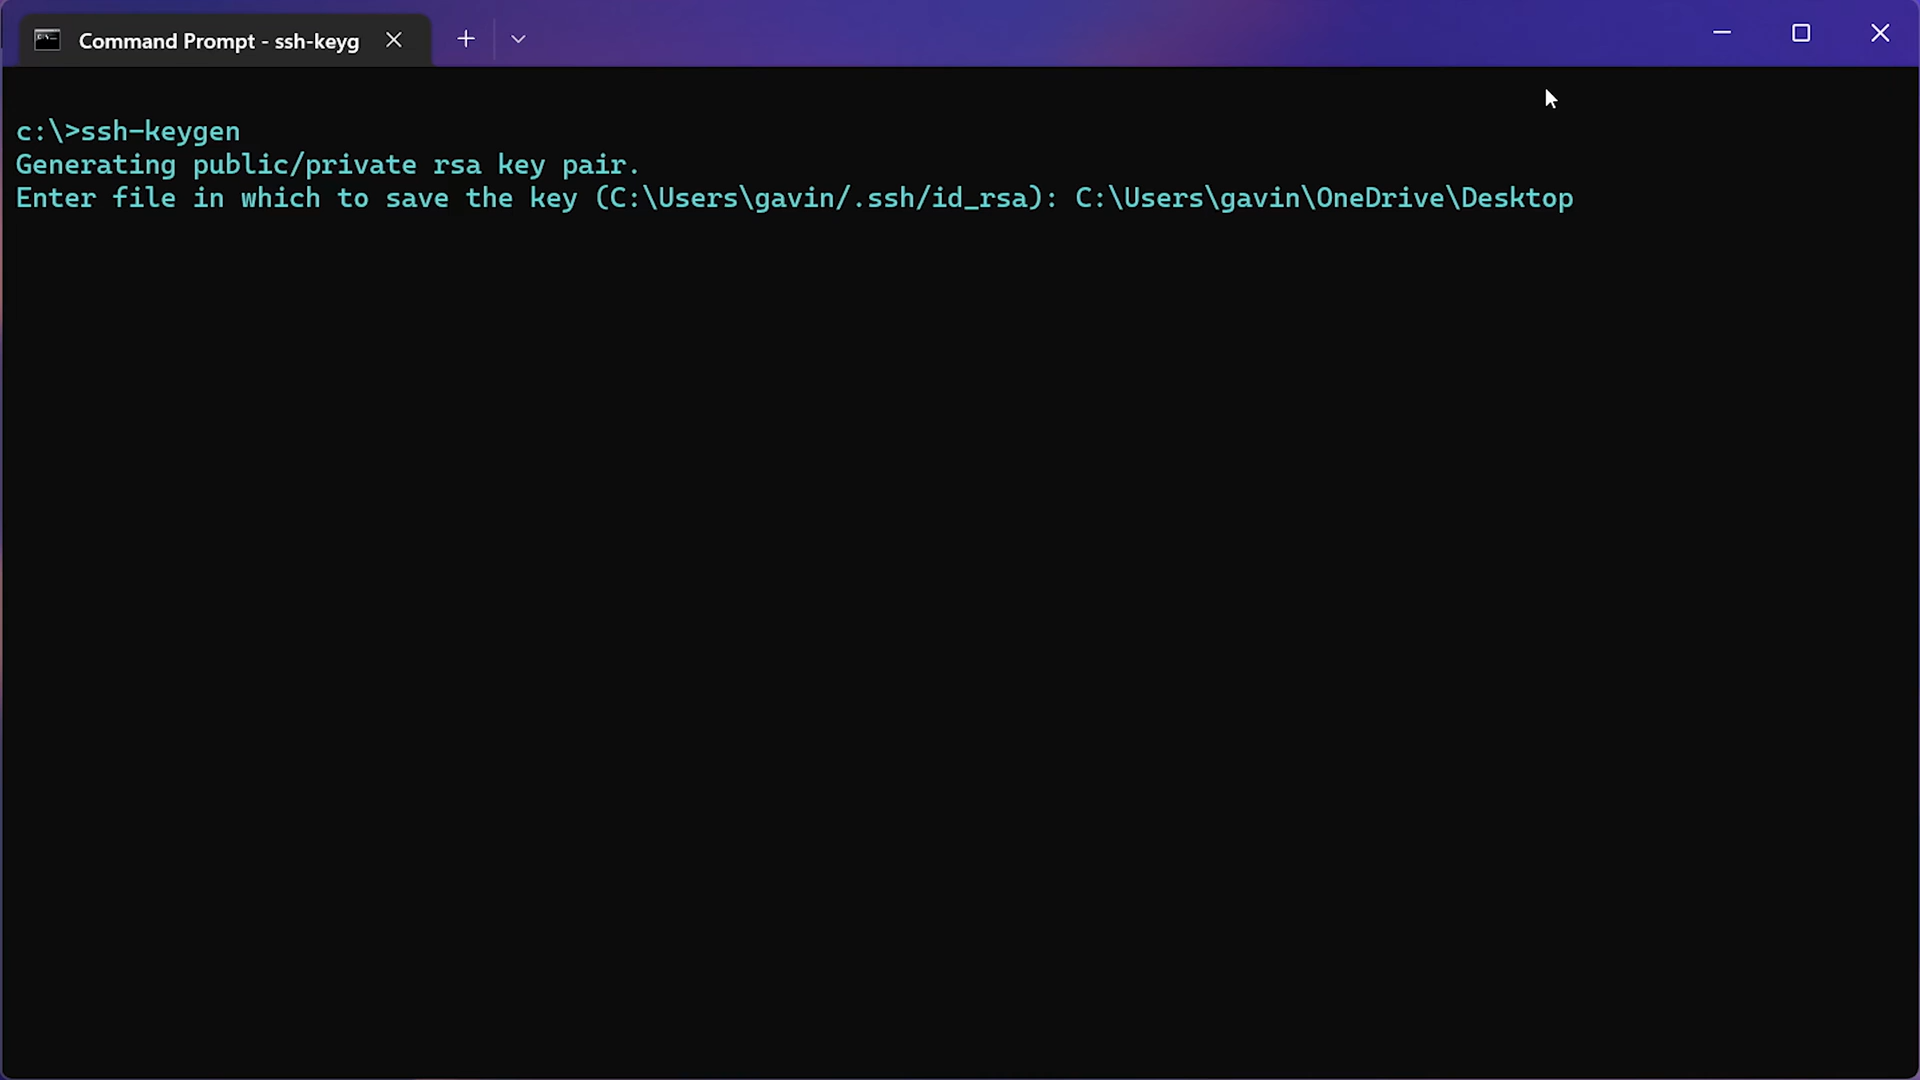 Command Prompt - ssh-keyg
c:\>ssh-keygen
Generating public/private rsa key pair.
Enter file in which to save the key (C:\Users\gavin/.ssh/id_rsa): C:\Users\gavin\OneDrive\Desktop